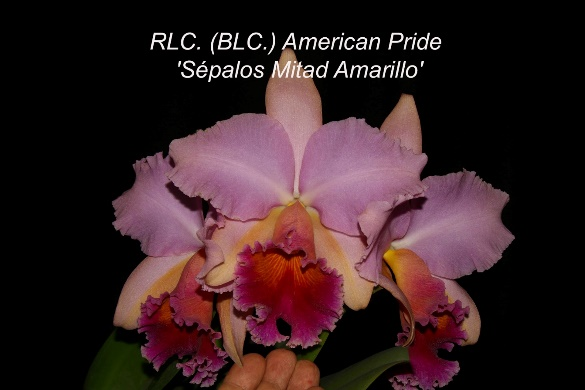 RLC. (BLC.) American Pride
'Sépalos Mitad Amarillo'